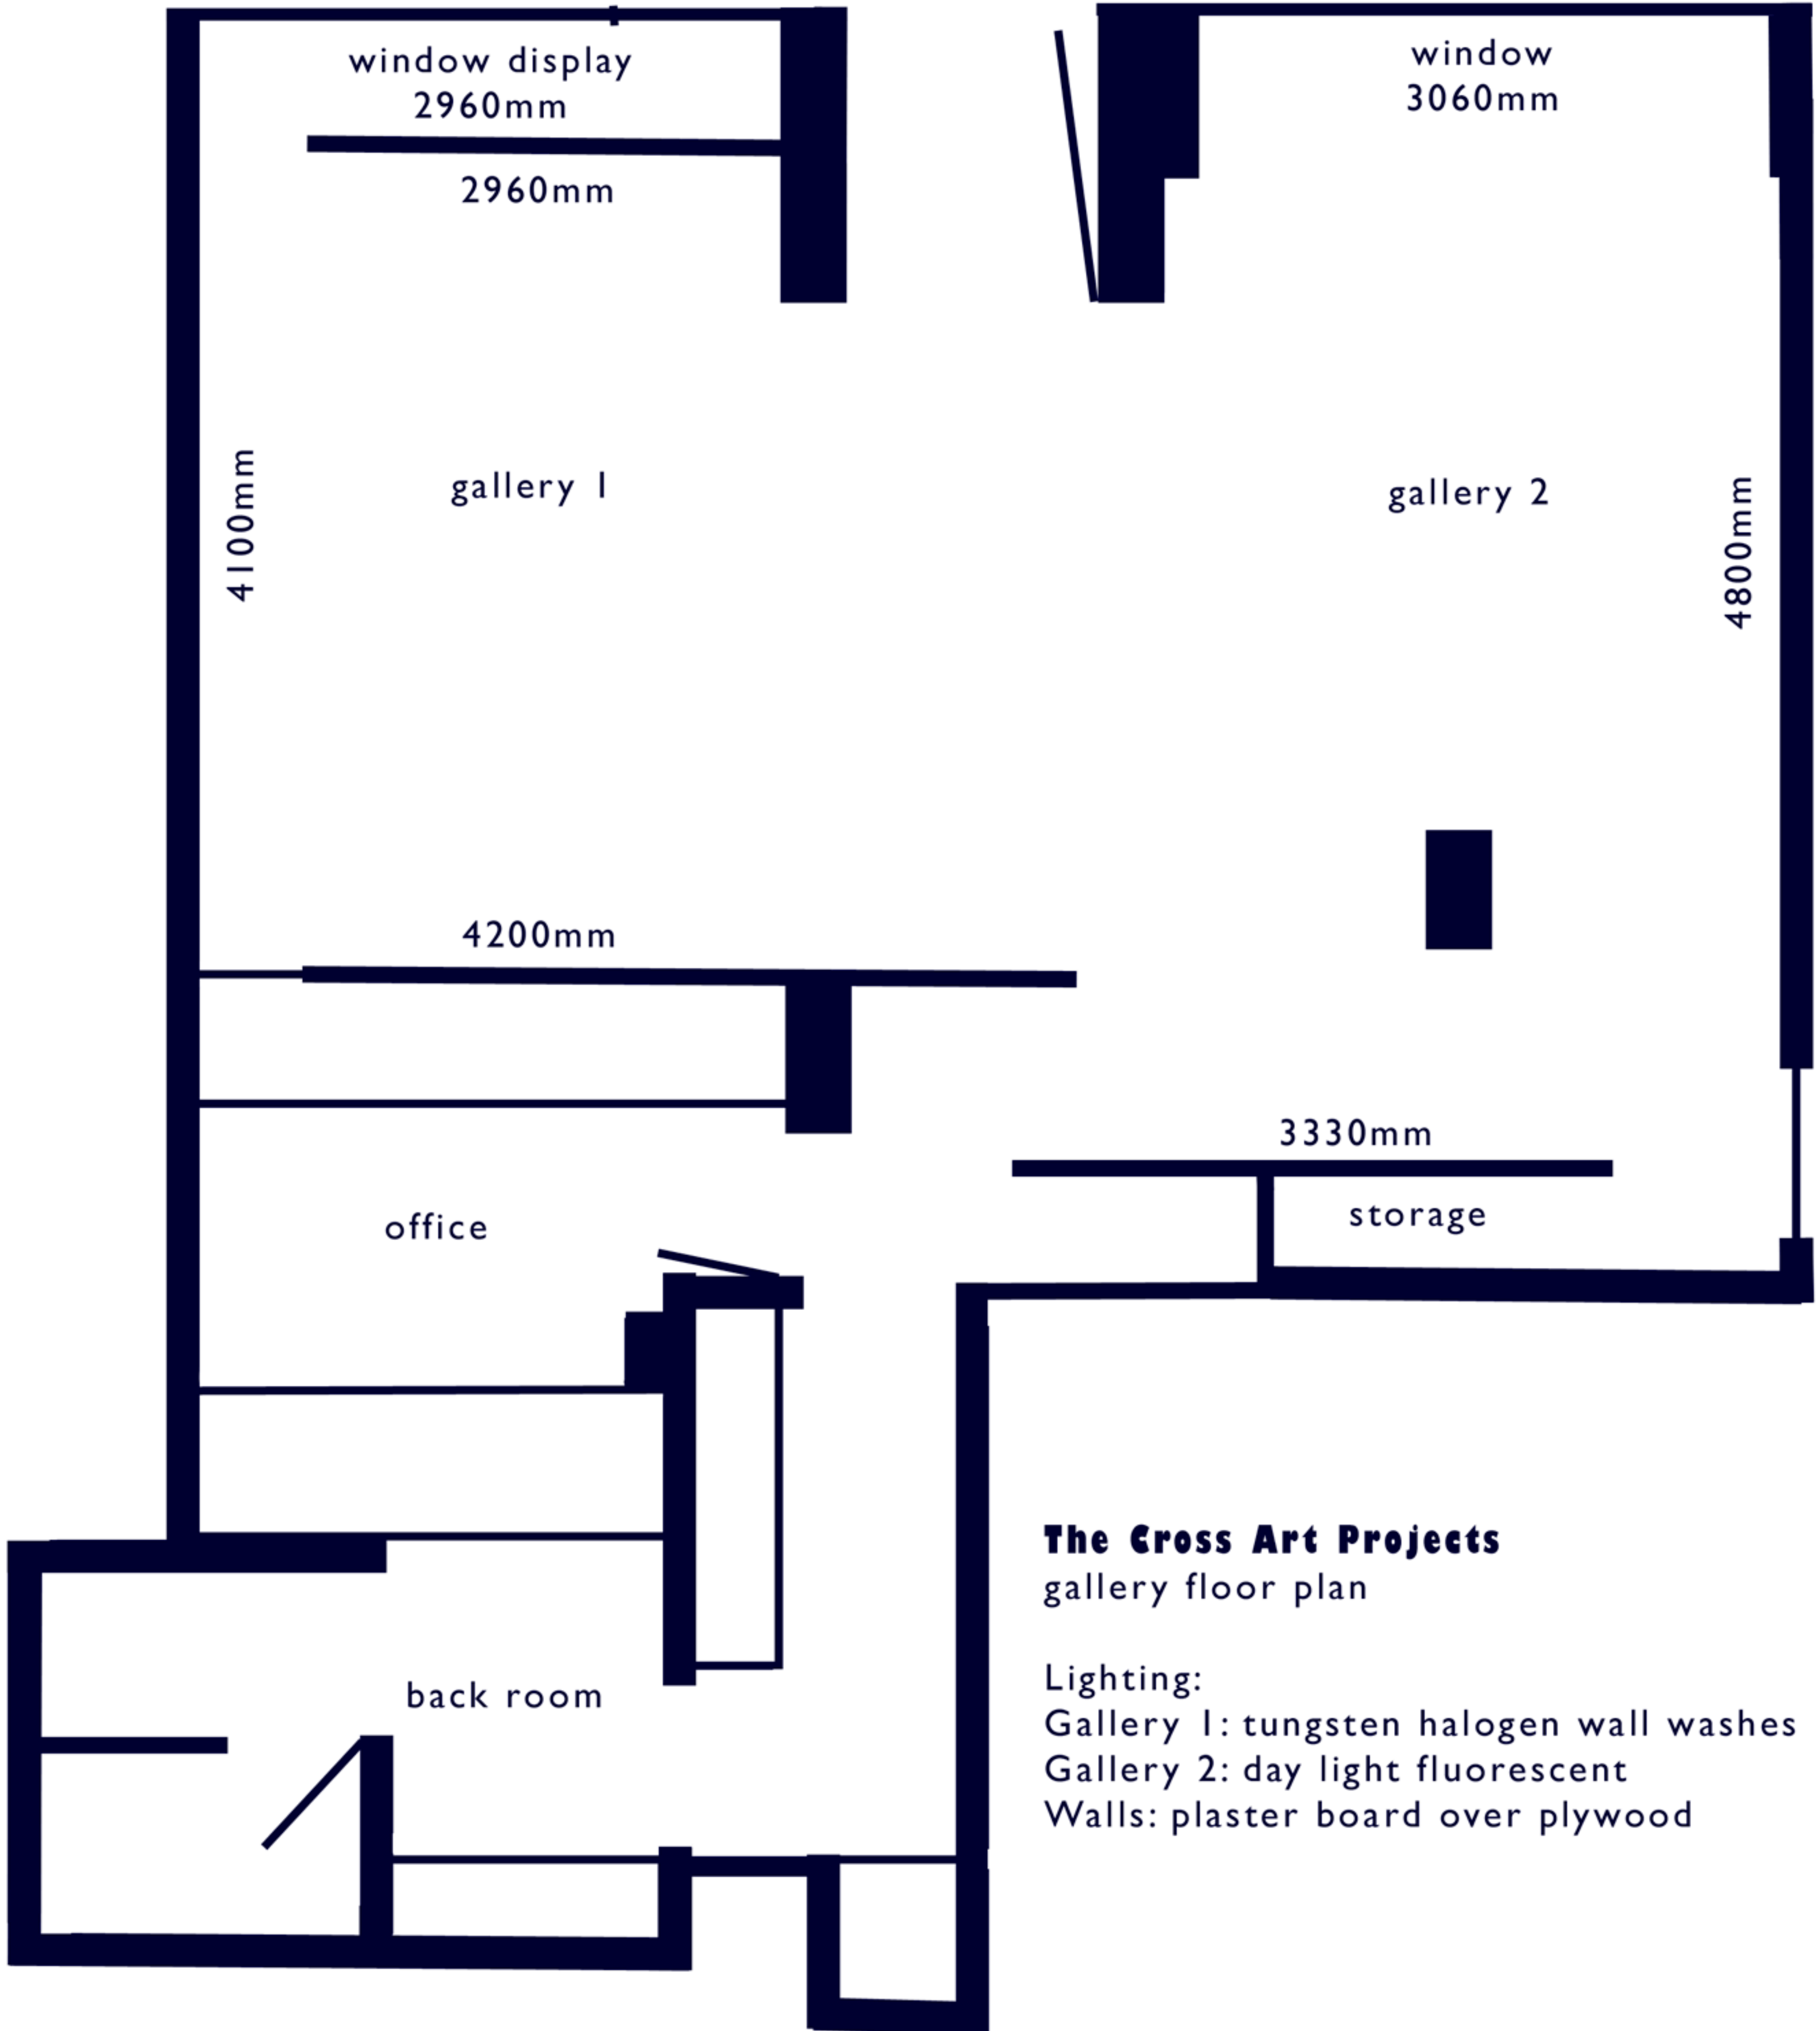 window display
2960mm
2960mm
window
3060mm
4100mm
gallery 1
gallery 2
4800mm
4200mm
3330mm
storage
office
back room
The Cross Art Projects
gallery floor plan
Lighting:
Gallery 1: tungsten halogen wall washes
Gallery 2: day light fluorescent
Walls: plaster board over plywood